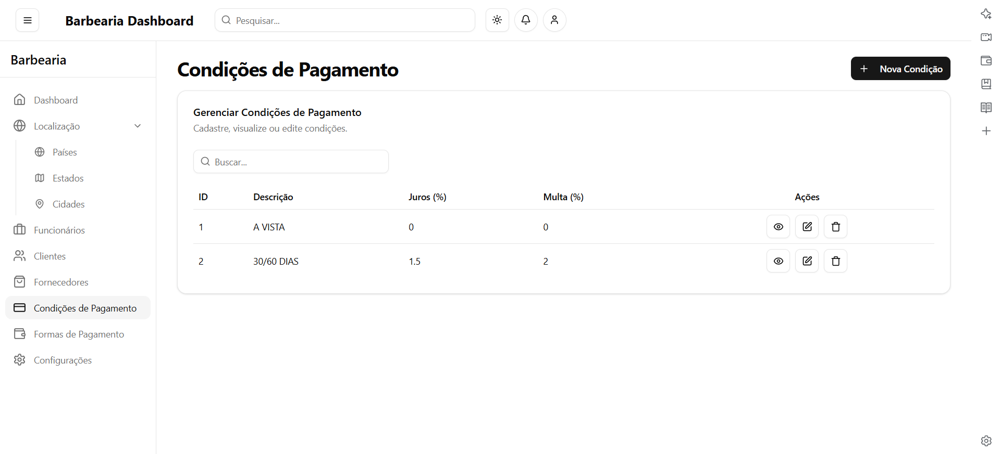 Barbearia Dashboard
Pesquisar...
Barbearia
Dashboard
Localização
Países
Estados
Cidades
Funcionários
Clientes
Fornecedores
Condições de Pagamento
Formas de Pagamento
Configurações
Condições de Pagamento
Nova Condição
Gerenciar Condições de Pagamento
Cadastre, visualize ou edite condições.
Buscar...
ID Descrição Juros (%) Multa (%) Ações
1 A VISTA 0 0
2 30/60 DIAS 1.5 2